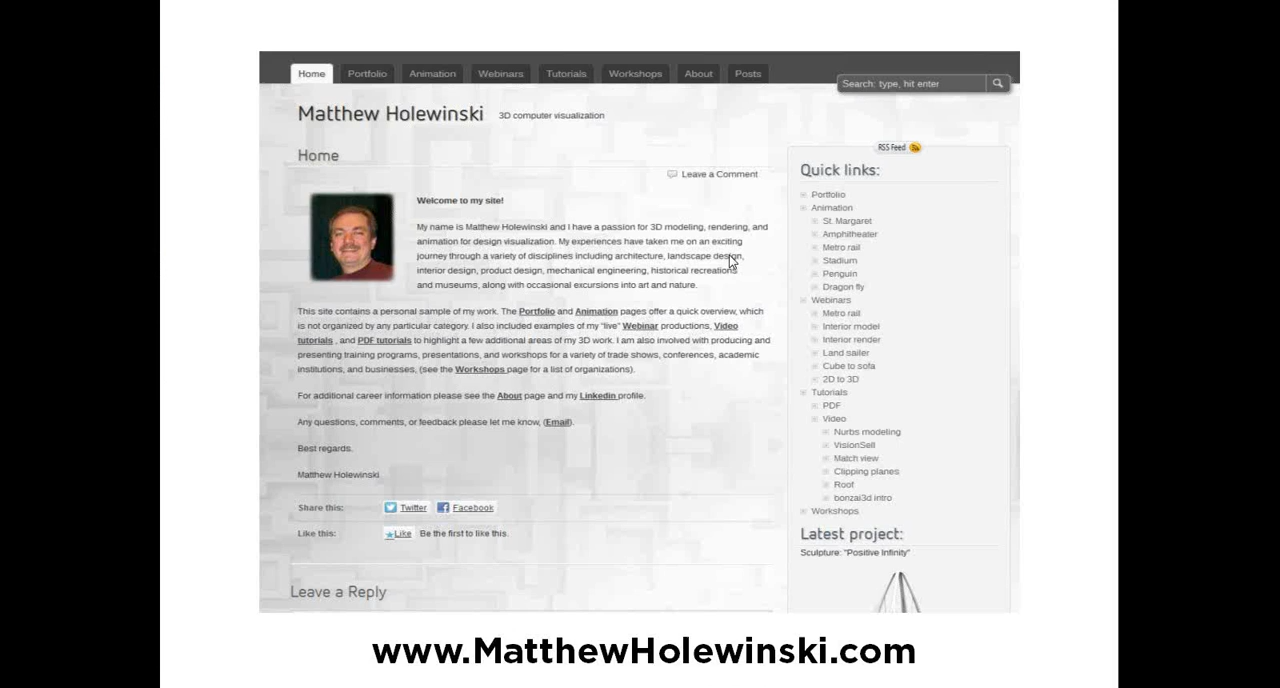 Home Portfolio Animation Webinars Tutorials Workshops About Posts
Search: type, hit enter
Matthew Holewinski 3D computer visualization
Home
Leave a Comment
Welcome to my site!
My name is Matthew Holewinski and I have a passion for 3D modeling, rendering, and
animation for design visualization. My experiences have taken me on an exciting
journey through a variety of disciplines including architecture, landscape design,
interior design, product design, mechanical engineering, historical recreations
and museums, along with occasional excursions into art and nature.
This site contains a personal sample of my work. The Portfolio and Animation pages offer a quick overview, which
is not organized by any particular category. I also included examples of my "live" Webinar productions, Video
tutorials , and PDF tutorials to highlight a few additional areas of my 3D work. I am also involved with producing and
presenting training programs, presentations, and workshops for a variety of trade shows, conferences, academic
institutions, and businesses, (see the Workshops page for a list of organizations).
For additional career information please see the About page and my Linkedin profile.
Any questions, comments, or feedback please let me know, (Email).
Best regards,
Matthew Holewinski
Share this: Twitter Facebook
Like this: Like Be the first to like this.
Leave a Reply
RSS Feed
Quick links:
Portfolio
Animation
St. Margaret
Amphitheater
Metro rail
Stadium
Penguin
Dragon fly
Webinars
Metro rail
Interior model
Interior render
Land sailer
Cube to sofa
2D to 3D
Tutorials
PDF
Video
Nurbs modeling
VisionSell
Match view
Clipping planes
Roof
bonzai3d intro
Workshops
Latest project:
Sculpture: "Positive Infinity"
www.MatthewHolewinski.com